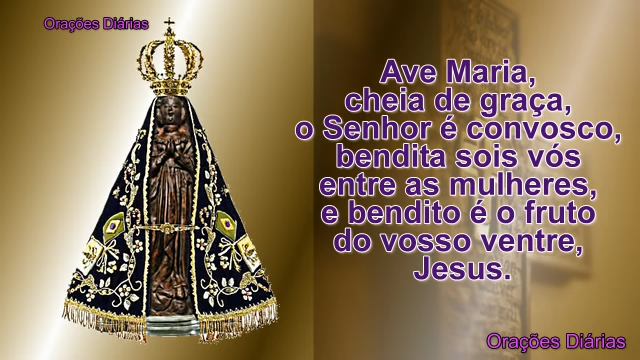 Orações Diárias
Ave Maria,
cheia de graça,
o Senhor é convosco,
bendita sois vós
entre as mulheres,
e bendito é o fruto
do vosso ventre,
Jesus.
Orações Diárias